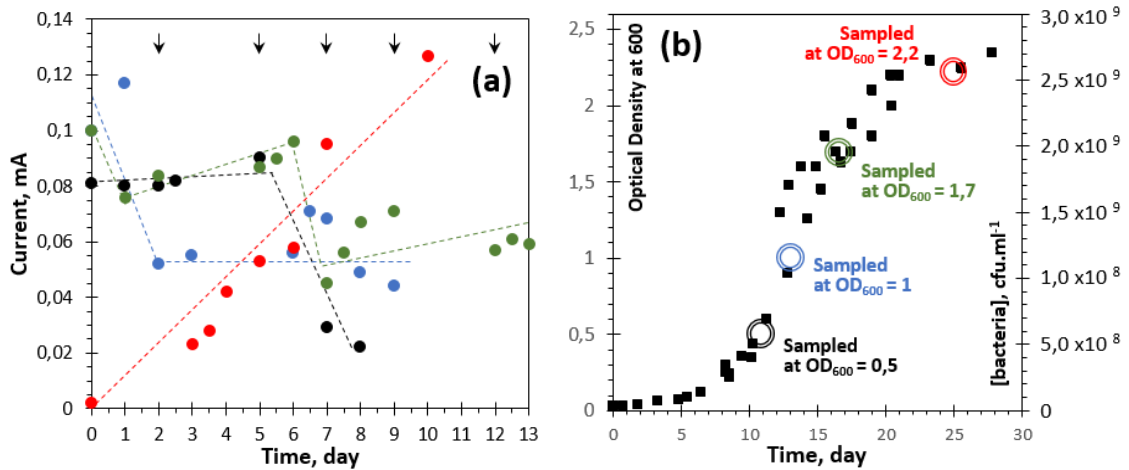 0,14
0,12
0,1
0,08
0,06
0,04
0,02
0
Current, mA
(a)
0 1 2 3 4 5 6 7 8 9 10 11 12 13
Time, day
(b)
Optical Density at 600
2.5
2
1.5
1
0,5
0
Sampled
at OD600 = 2,2
Sampled
at OD600 = 1,7
Sampled
at OD600 = 1
Sampled
at OD600 = 0,5
3,0 x10⁹
2,5 x10⁹
2,0 x10⁹
1,5 x10⁹
1,0 x10⁸
5,0 x10⁸
0
[bacteria], cfu.ml⁻¹
0 5 10 15 20 25 30
Time, day